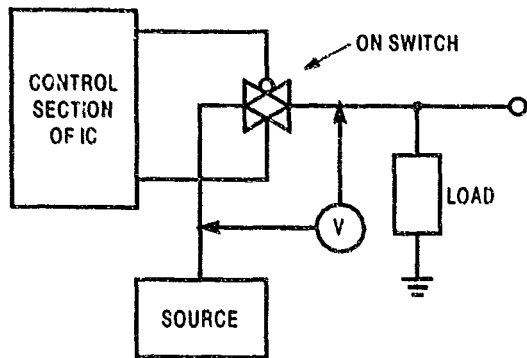 ON SWITCH
CONTROL
SECTION
OF IC
LOAD
V
SOURCE